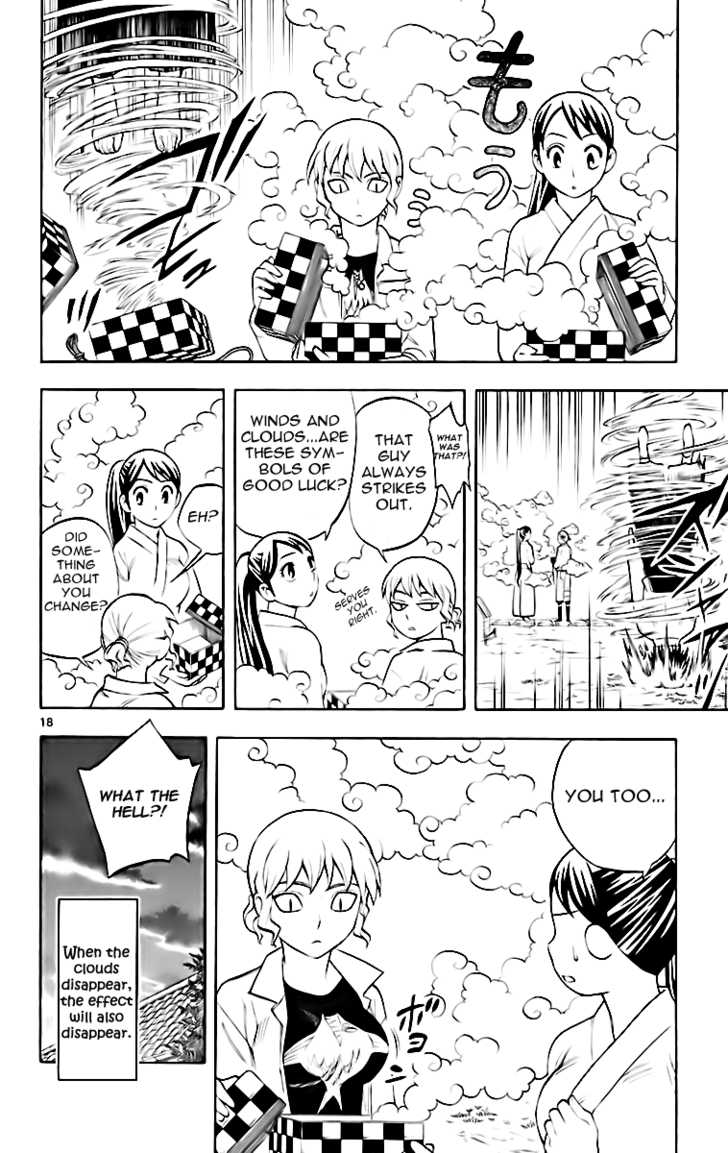 もう
WHAT
WAS
THAT?!
THAT
GUY
ALWAYS
STRIKES
OUT.
WINDS AND
CLOUDS...ARE
THESE SYM-
BOLS OF
GOOD LUCK?
SERVES
YOU
RIGHT.
EH?
DID
SOME-
THING
ABOUT
YOU
CHANGE?
18
YOU TOO...
ボヨン
WHAT THE
HELL?!
When the
clouds
disappear,
the effect
will also
disappear.